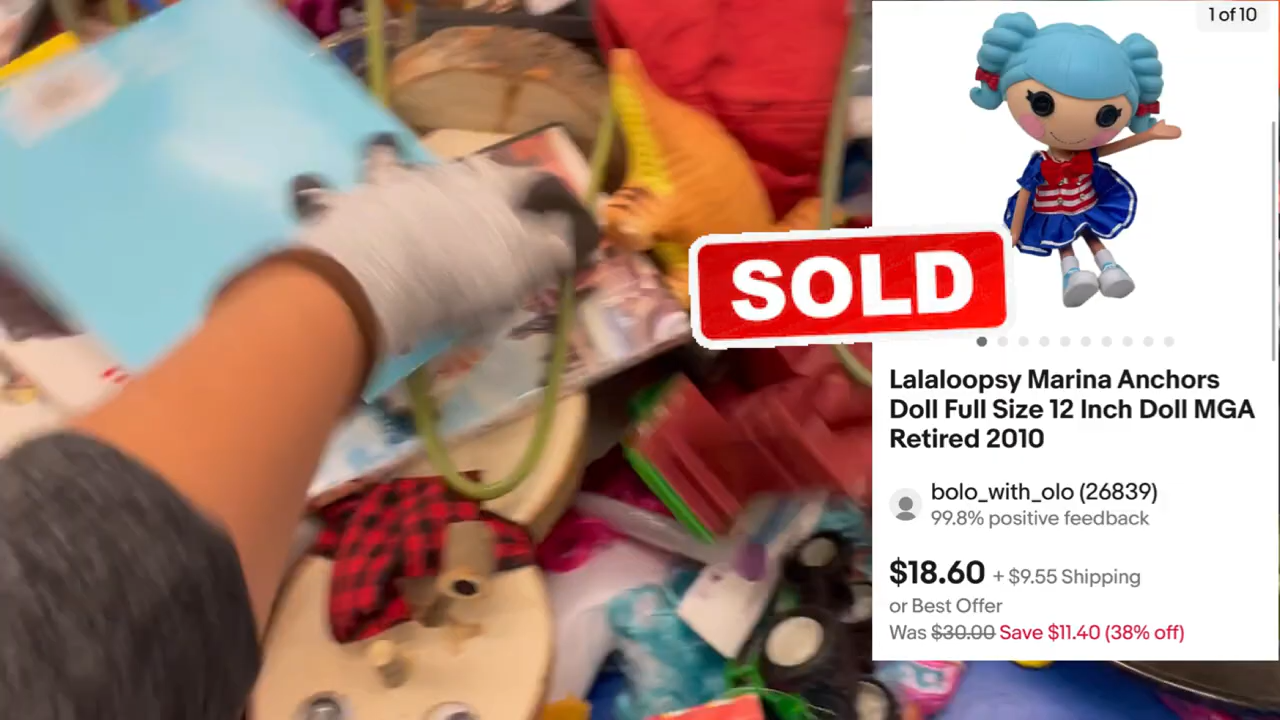 1 of 10
SOLD
Lalaloopsy Marina Anchors
Doll Full Size 12 Inch Doll MGA
Retired 2010
bolo_with_olo (26839)
99.8% positive feedback
$18.60 + $9.55 Shipping
or Best Offer
Was $30.00 Save $11.40 (38% off)